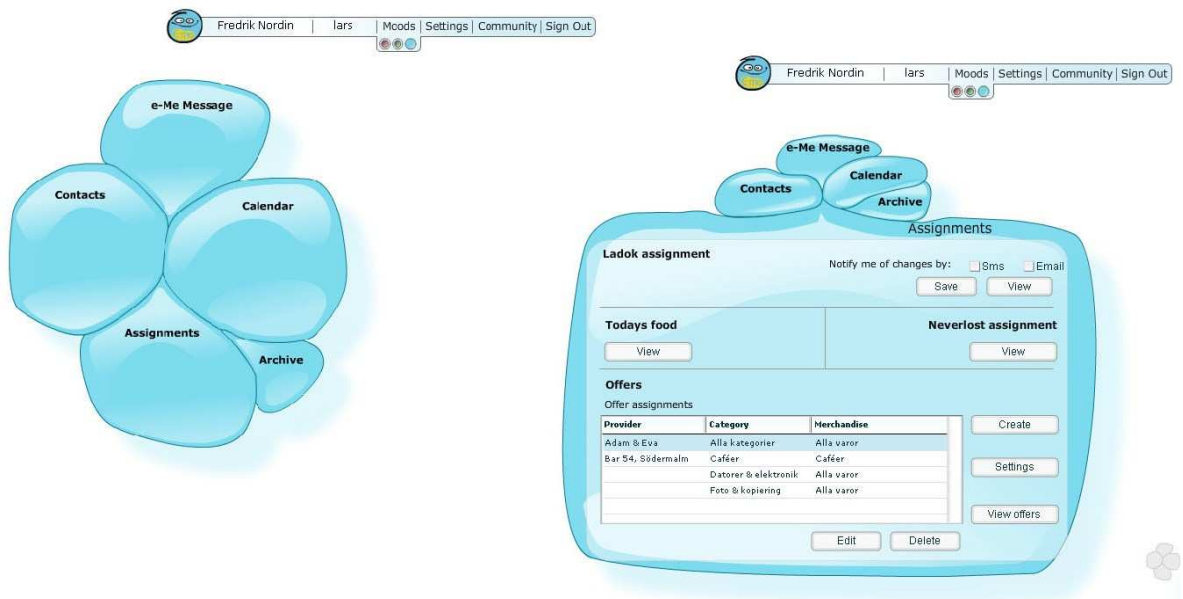 Fredrik Nordin | lars | Moods | Settings | Community | Sign Out
e-Me Message
Contacts
Calendar
Assignments
Archive
Fredrik Nordin | lars | Moods | Settings | Community | Sign Out
e-Me Message
Calendar
Contacts
Archive
Assignments
Ladok assignment
Notify me of changes by: Sms Email
Save View
Todays food Neverlost assignment
View View
Offers
Offer assignments
Provider Category Merchandise Create
Adam & Eva Alla kategorier Alla varor
Bar 54, Södermalm Caféer Caféer
Settings
Datorer & elektronik Alla varor
Foto & kopiering Alla varor
View offers
Edit Delete